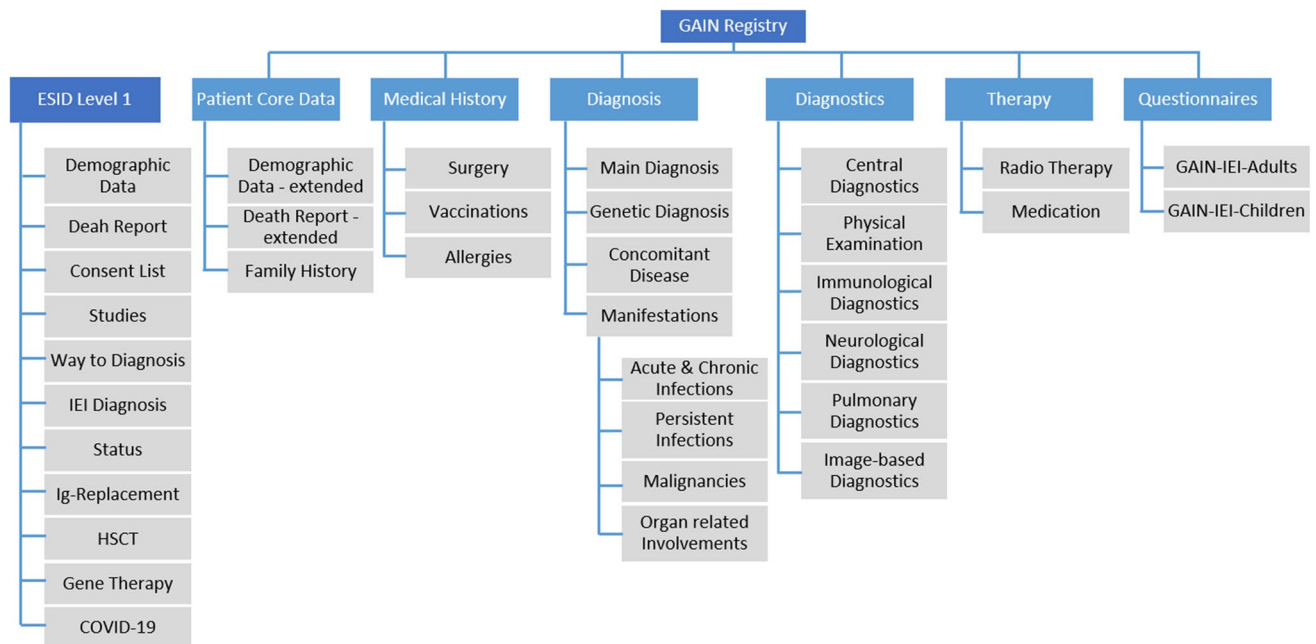 GAIN Registry
ESID Level 1
Demographic
Data
Deah Report
Consent List
Studies
Way to Diagnosis
IEI Diagnosis
Status
Ig-Replacement
HSCT
Gene Therapy
COVID-19
Patient Core Data
Demographic
Data - extended
Death Report -
extended
Family History
Medical History
Surgery
Vaccinations
Allergies
Diagnosis
Main Diagnosis
Genetic Diagnosis
Concomitant
Disease
Manifestations
Acute & Chronic
Infections
Persistent
Infections
Malignancies
Organ related
Involvements
Diagnostics
Central
Diagnostics
Physical
Examination
Immunological
Diagnostics
Neurological
Diagnostics
Pulmonary
Diagnostics
Image-based
Diagnostics
Therapy
Radio Therapy
Medication
Questionnaires
GAIN-IEI-Adults
GAIN-IEI-Children